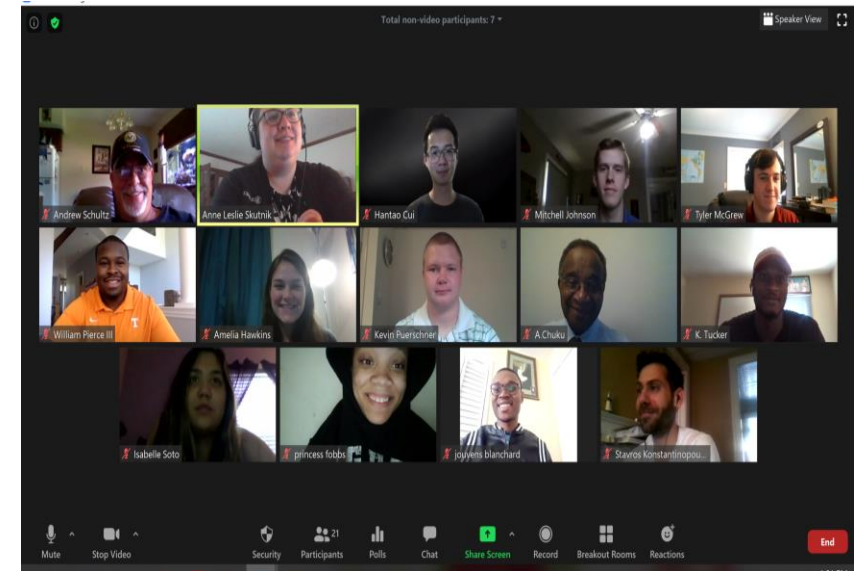 Total non-video participants: 7
Speaker View
Andrew Schultz
Anne Leslie Skutnik
Hantao Cui
Mitchell Johnson
Tyler McGrew
William Pierce III
T
Amelia Hawkins
Kevin Puerschner
A.Chuku
K. Tucker
Isabelle Soto
princess fobbs
jouvens blanchard
Stavros Konstantinopou...
Mute
Stop Video
Security
Participants
21
Polls
Chat
Share Screen
Record
Breakout Rooms
Reactions
End